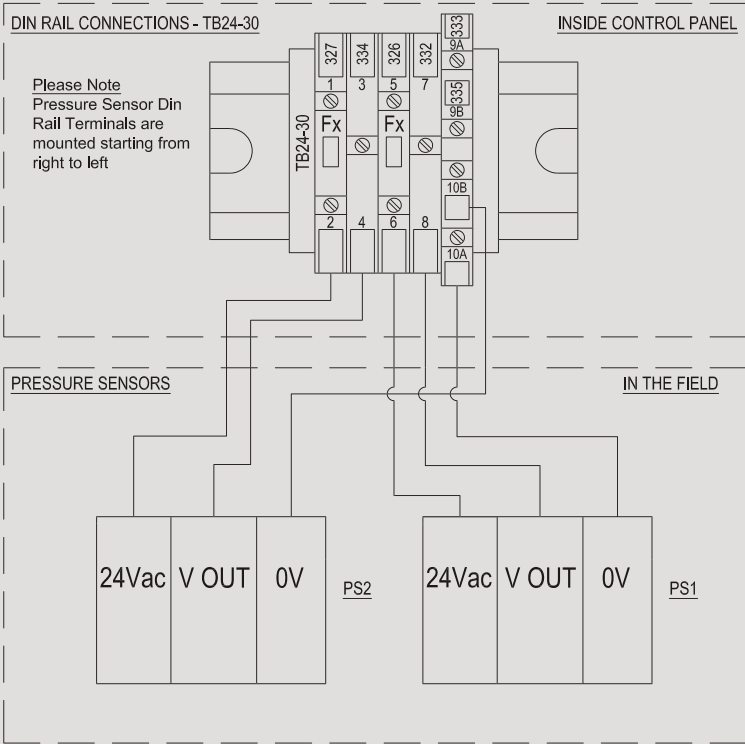 DIN RAIL CONNECTIONS - TB24-30
INSIDE CONTROL PANEL
Please Note
Pressure Sensor Din
Rail Terminals are
mounted starting from
right to left
TB24-30
327
334
326
332
333
9A
1
3
5
7
335
9B
Fx
Fx
10B
2
4
6
8
10A
PRESSURE SENSORS
IN THE FIELD
24Vac
V OUT
0V
PS2
24Vac
V OUT
0V
PS1